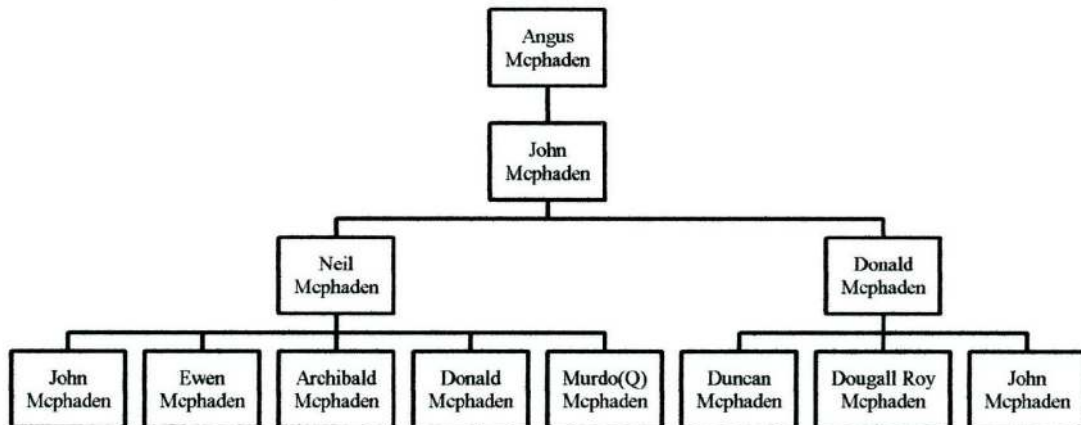 Angus
Mcphaden
John
Mcphaden
Neil
Mcphaden
Donald
Mcphaden
John
Mcphaden
Ewen
Mcphaden
Archibald
Mcphaden
Donald
Mcphaden
Murdo(Q)
Mcphaden
Duncan
Mcphaden
Dougall Roy
Mcphaden
John
Mcphaden